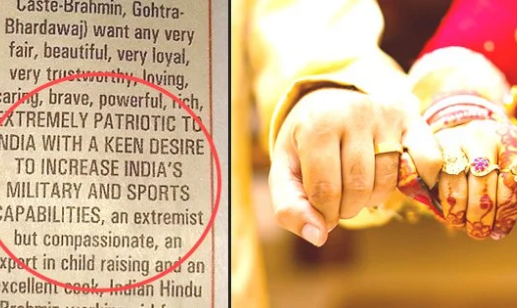 Caste-Brahmin, Gohtra-
Bhardawaj) want any very
fair, beautiful, very loyal,
very trustworthy, loving,
caring, brave, powerful, rich,
EXTREMELY PATRIOTIC TO
INDIA WITH A KEEN DESIRE
TO INCREASE INDIA'S
MILITARY AND SPORTS
CAPABILITIES, an extremist
but compassionate, an
expert in child raising and an
excellent cook, Indian Hindu
Brahmin working